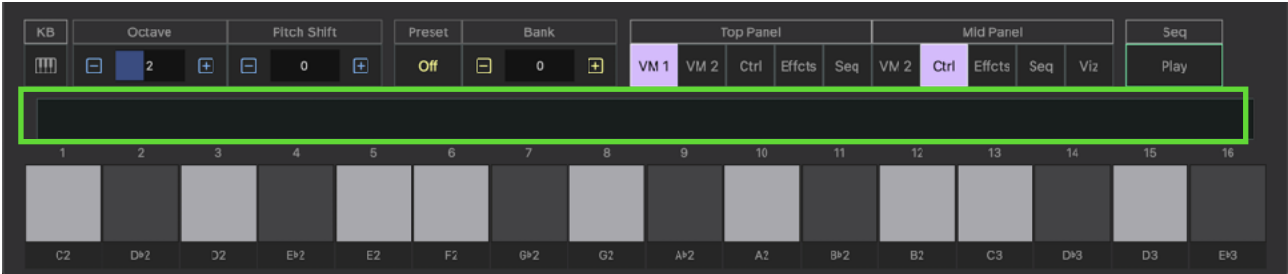 KB Octave Pitch Shift Preset Bank Top Panel Mid Panel Seq
2 0 Off 0 VM 1 VM 2 Ctrl Effcts Seq VM 2 Ctrl Effcts Seq Viz Play
1 2 3 4 5 6 7 8 9 10 11 12 13 14 15 16
C2 D♭2 D2 E♭2 E2 F2 G♭2 G2 A♭2 A2 B♭2 B2 C3 D♭3 D3 E♭3